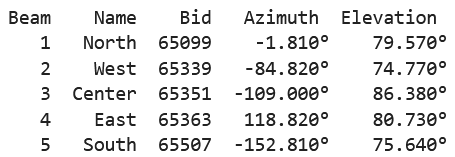 Beam Name Bid Azimuth Elevation
1 North 65099 -1.810° 79.570°
2 West 65339 -84.820° 74.770°
3 Center 65351 -109.000° 86.380°
4 East 65363 118.820° 80.730°
5 South 65507 -152.810° 75.640°